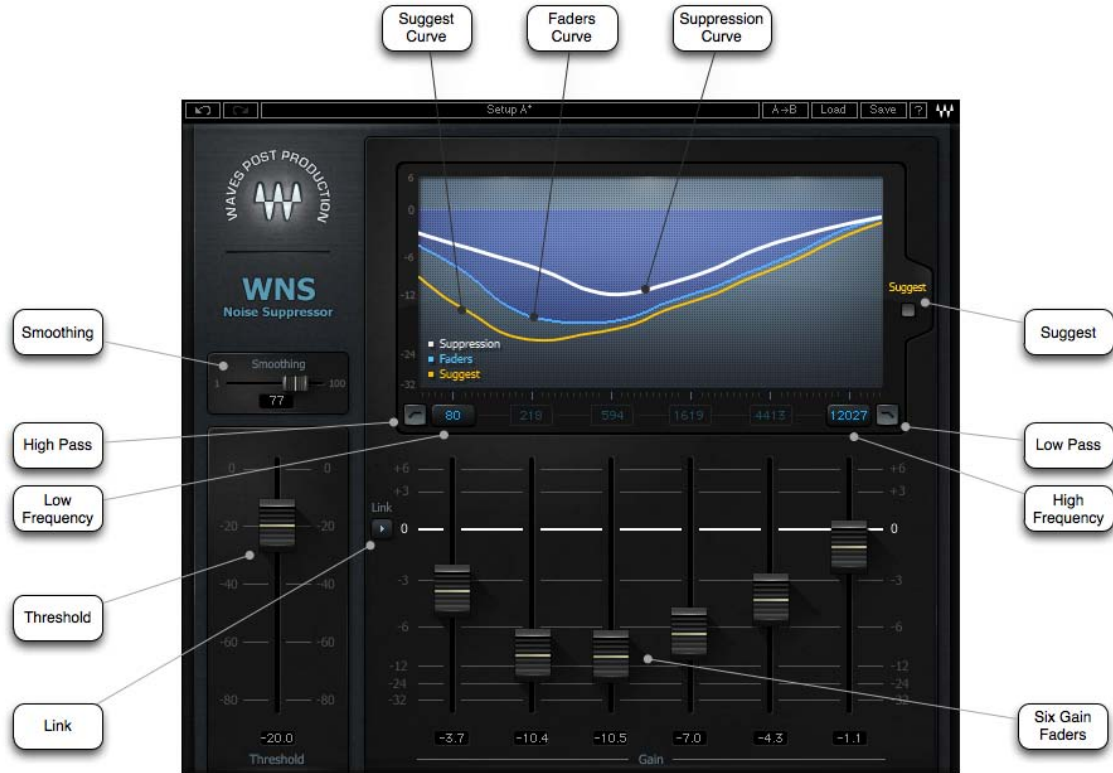 Suggest
Curve
Faders
Curve
Suppression
Curve
Setup A*
A→B
Load
Save
?
WAVES POST PRODUCTION
WNS
Noise Suppressor
Smoothing
Smoothing
1
100
77
6
0
-6
-12
-24
-32
Suppression
Faders
Suggest
Suggest
Suggest
High Pass
80
218
594
1619
4413
12027
Low Pass
Low
Frequency
High
Frequency
0
0
-20
-20
-40
-40
-60
-60
-80
-80
-20.0
Threshold
Threshold
Link
Link
+6
+3
0
-3
-6
-12
-24
-32
+6
+3
0
-3
-6
-12
-24
-32
-3.7
-10.4
-10.5
-7.0
-4.3
-1.1
Gain
Six Gain
Faders